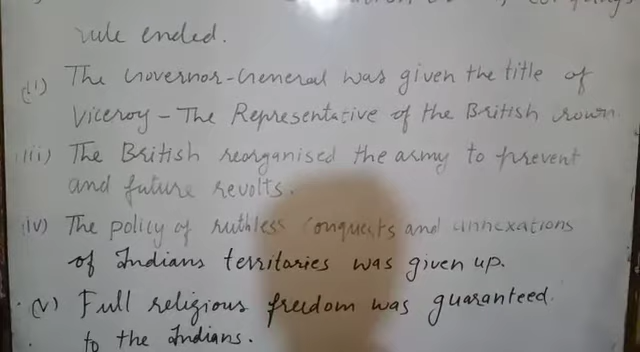 rule ended.
(ii) The Governor-General was given the title of
Viceroy - The Representative of the British crown.
(iii) The British reorganised the army to prevent
and future revolts.
(iv) The policy of ruthless conquests and annexations
of Indians territaries was given up.
(v) Full religious freedom was guaranteed.
to the Indians.